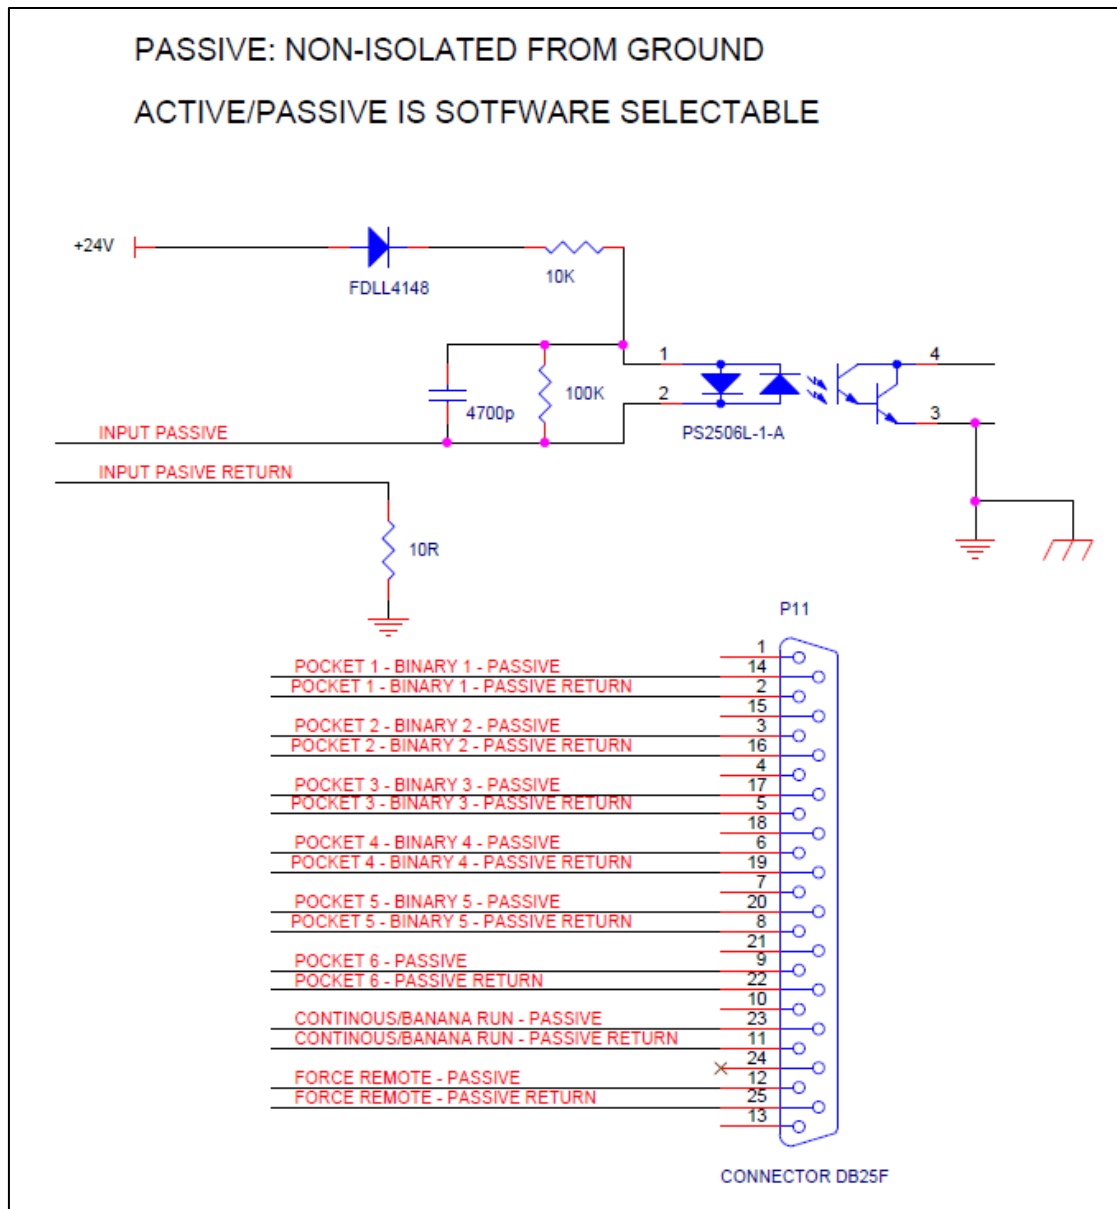 PASSIVE: NON-ISOLATED FROM GROUND
ACTIVE/PASSIVE IS SOTFWARE SELECTABLE
+24V
FDLL4148
10K
1
4
4700p
100K
2
3
PS2506L-1-A
INPUT PASSIVE
INPUT PASIVE RETURN
10R
P11
1
POCKET 1 - BINARY 1 - PASSIVE 14
POCKET 1 - BINARY 1 - PASSIVE RETURN 2
15
POCKET 2 - BINARY 2 - PASSIVE 3
POCKET 2 - BINARY 2 - PASSIVE RETURN 16
4
POCKET 3 - BINARY 3 - PASSIVE 17
POCKET 3 - BINARY 3 - PASSIVE RETURN 5
18
POCKET 4 - BINARY 4 - PASSIVE 6
POCKET 4 - BINARY 4 - PASSIVE RETURN 19
7
POCKET 5 - BINARY 5 - PASSIVE 20
POCKET 5 - BINARY 5 - PASSIVE RETURN 8
21
POCKET 6 - PASSIVE 9
POCKET 6 - PASSIVE RETURN 22
10
CONTINOUS/BANANA RUN - PASSIVE 23
CONTINOUS/BANANA RUN - PASSIVE RETURN 11
24
FORCE REMOTE - PASSIVE 12
FORCE REMOTE - PASSIVE RETURN 25
13
CONNECTOR DB25F